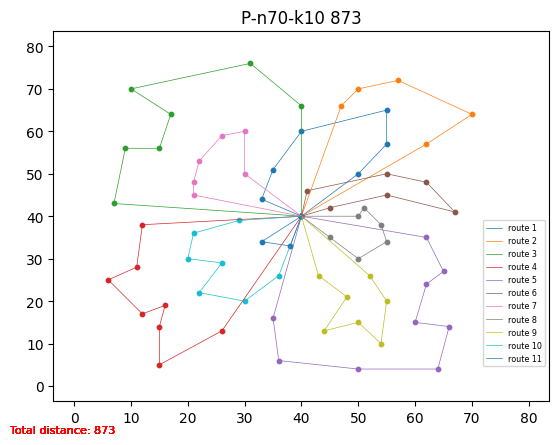 P-n70-k10 873
80
70
60
50
40
30
20
10
0
0 10 20 30 40 50 60 70 80
route 1
route 2
route 3
route 4
route 5
route 6
route 7
route 8
route 9
route 10
route 11
Total distance: 873